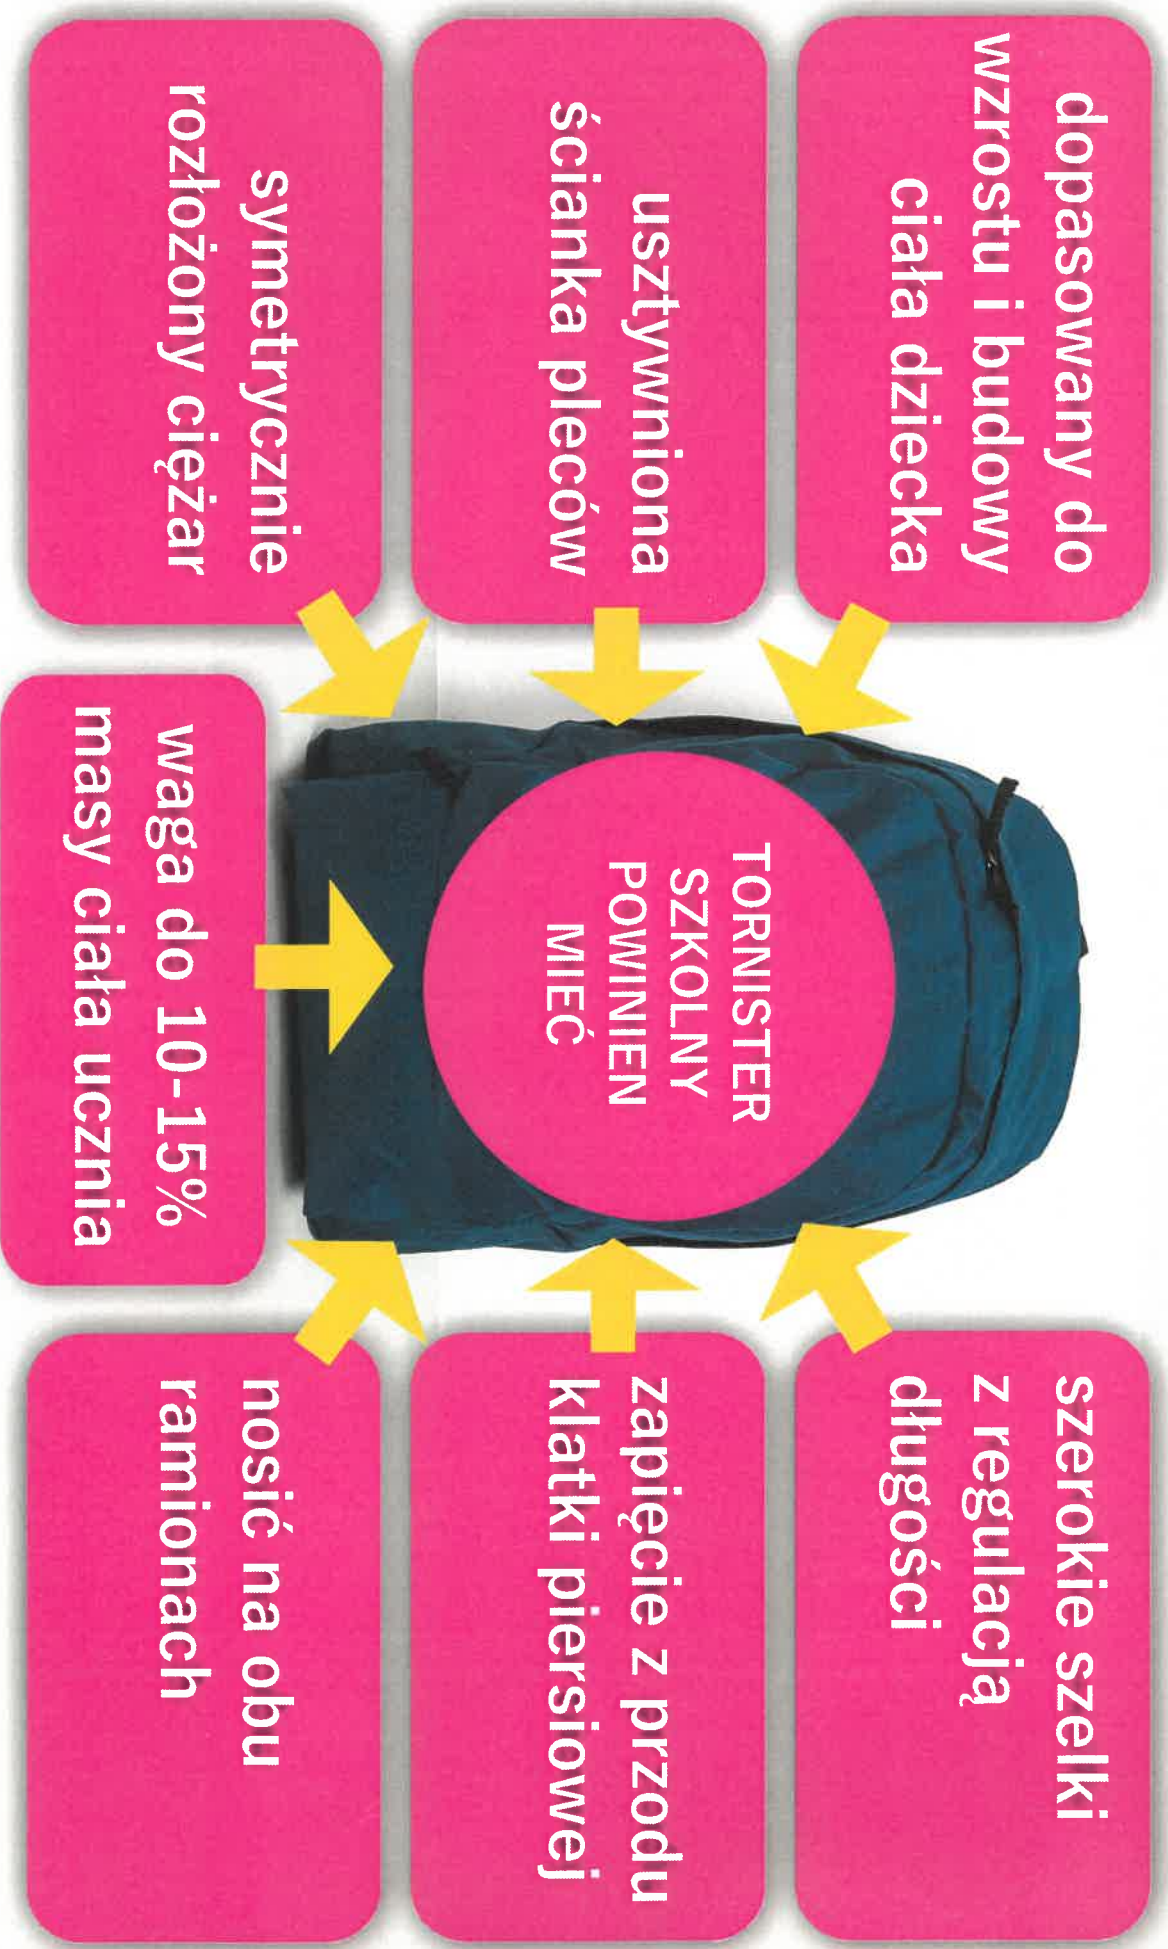 dopasowany do
wzrostu i budowy
ciała dziecka
usztywniona
ścianka pleców
symetrycznie
rozłożony ciężar
TORNISTER
SZKOLNY
POWINIEN
MIEĆ
waga do 10-15%
masy ciała ucznia
szerokie szelki
z regulacją
długości
zapięcie z przodu
klatki piersiowej
nosić na obu
ramionach